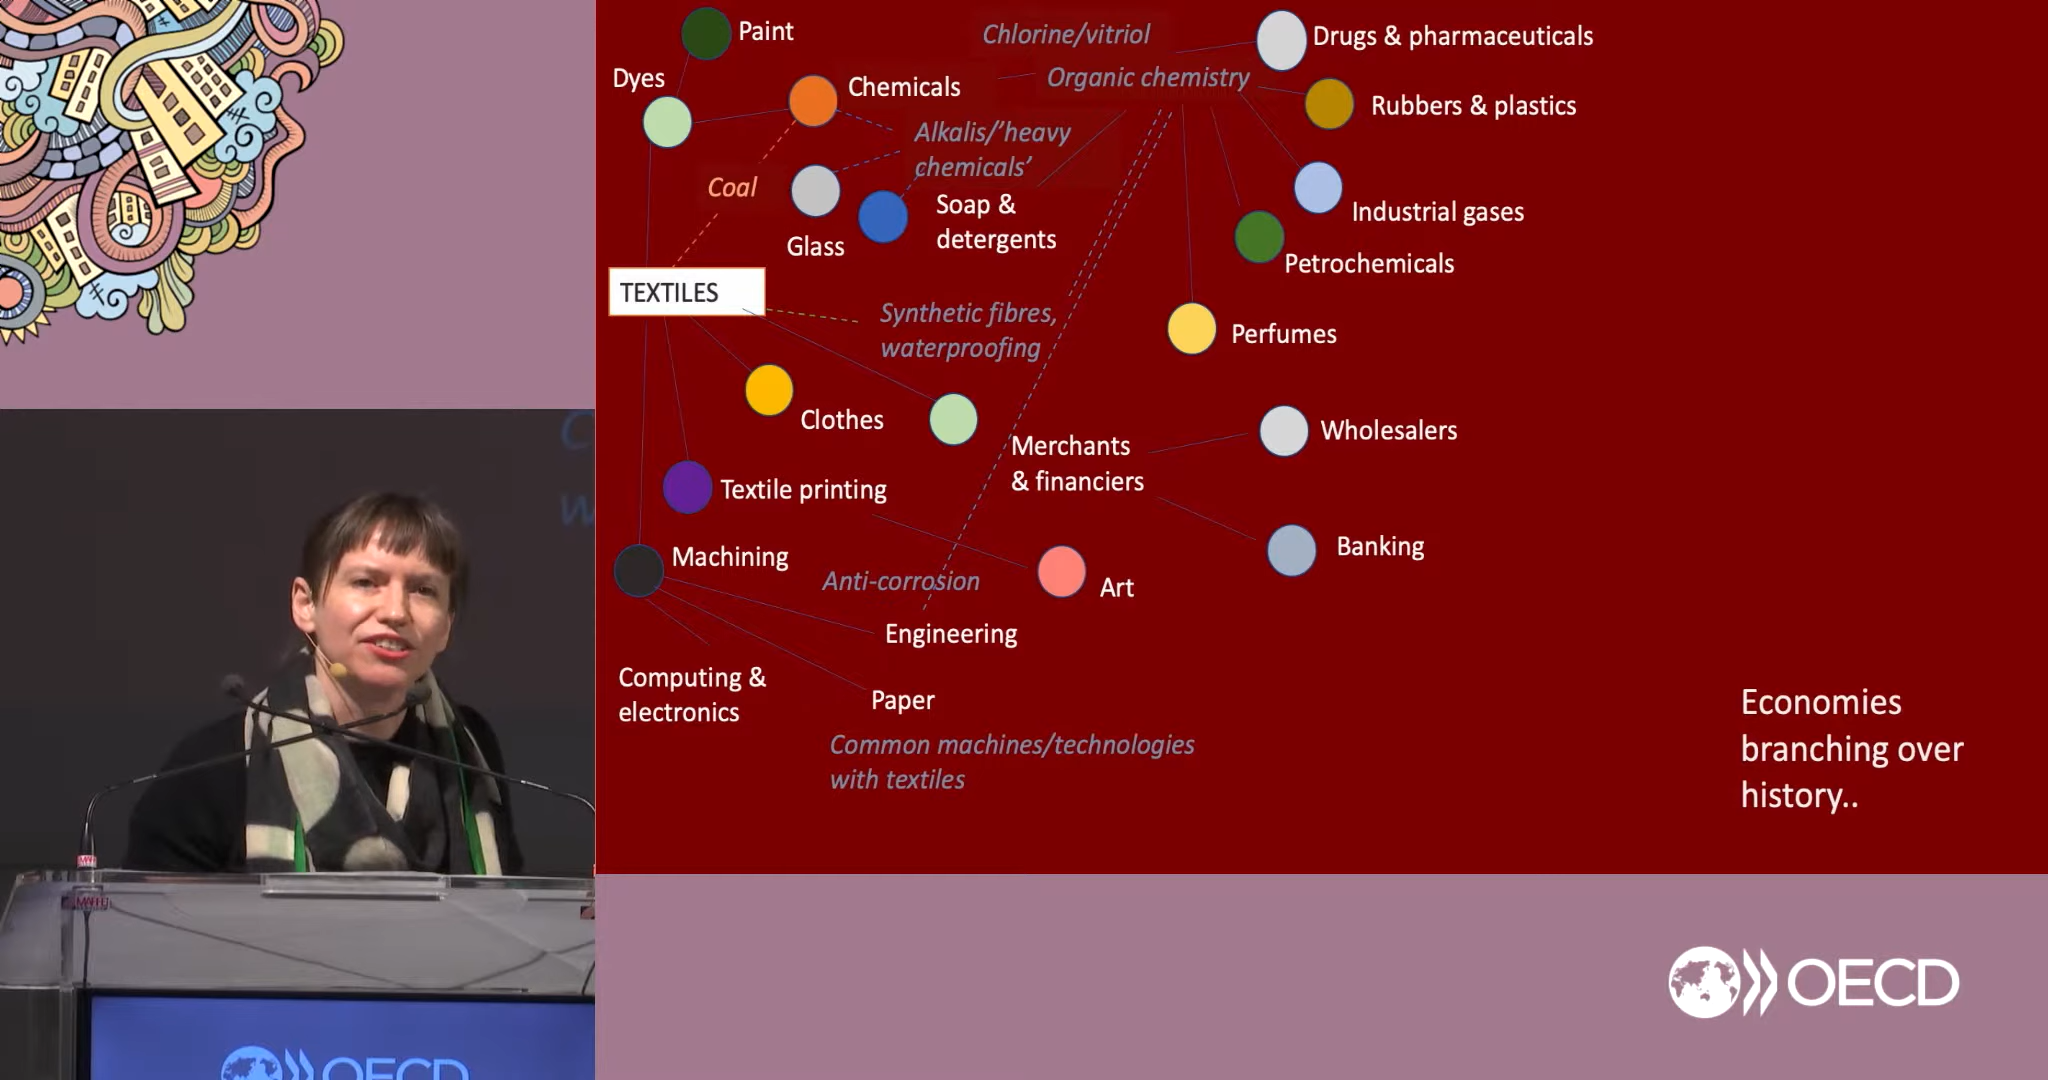 Paint
Chlorine/vitriol
Drugs & pharmaceuticals
Dyes
Chemicals
Organic chemistry
Rubbers & plastics
Alkalis/’heavy
chemicals’
Coal
Soap &
detergents
Glass
Industrial gases
Petrochemicals
TEXTILES
Synthetic fibres,
waterproofing
Perfumes
Clothes
Merchants
& financiers
Wholesalers
Textile printing
Banking
Machining
Anti-corrosion
Art
Engineering
Computing &
electronics
Paper
Common machines/technologies
with textiles
Economies
branching over
history..
OECD
OECD